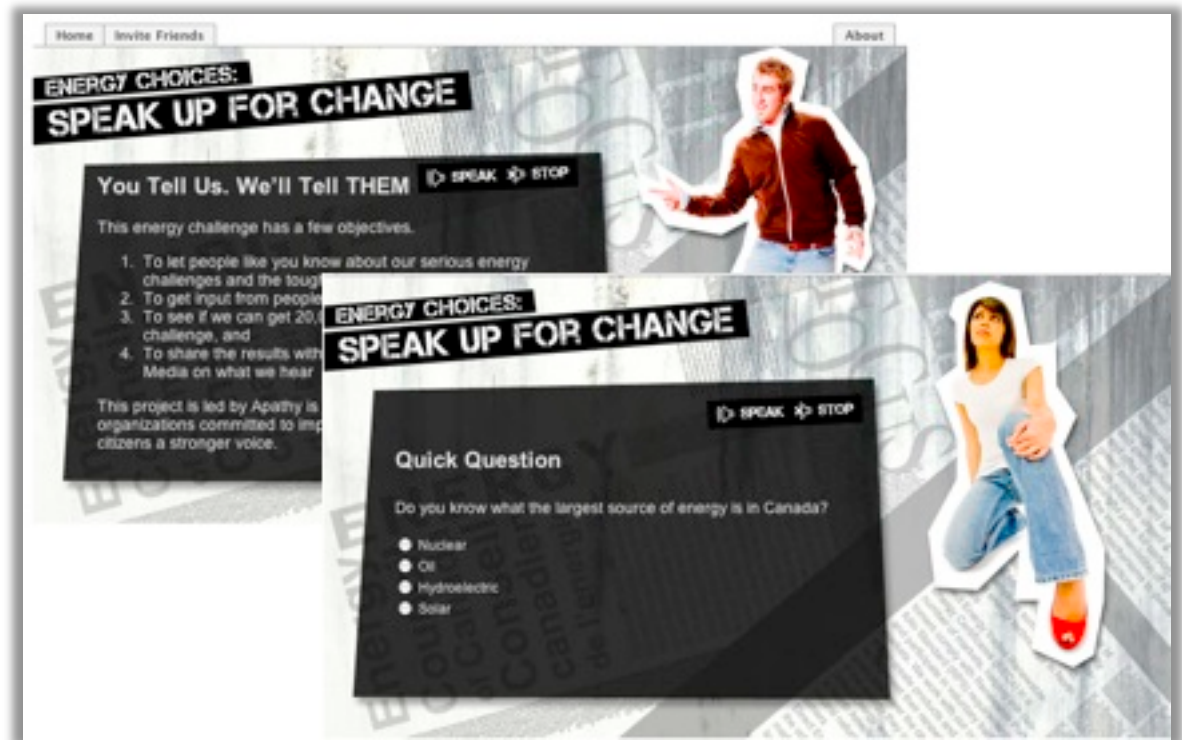 Home Invite Friends About
ENERGY CHOICES:
SPEAK UP FOR CHANGE
SPEAK STOP
You Tell Us. We'll Tell THEM
This energy challenge has a few objectives.
1. To let people like you know about our serious energy
challenges and the
2. To get input from people
3. To see if we can get
challenge, and
4. To share the results with
Media on what we hear
This project is led by Apathy is
organizations committed to
citizens a stronger voice.
ENERGY CHOICES:
SPEAK UP FOR CHANGE
SPEAK STOP
Quick Question
Do you know what the largest source of energy is in Canada?
Nuclear
Oil
Hydroelectric
Solar